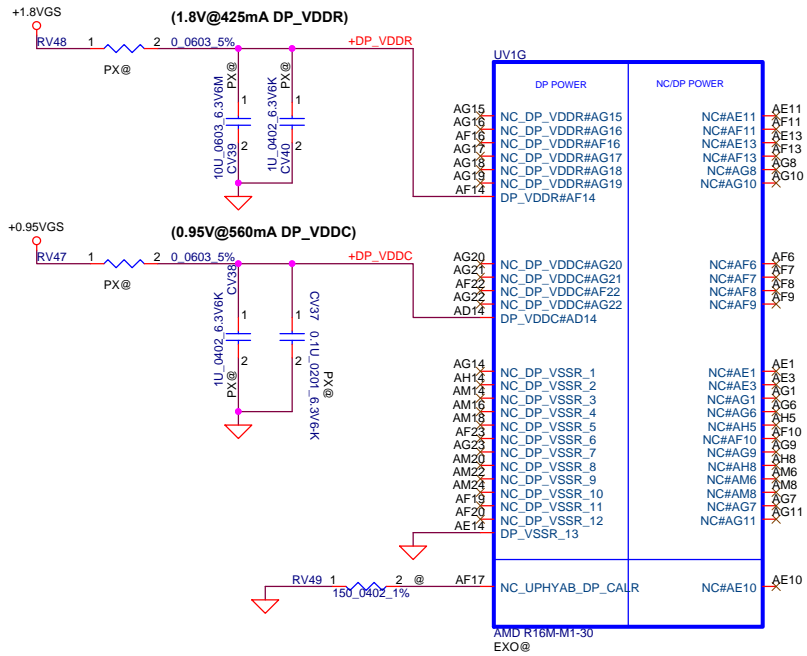 +1.8VGS
(1.8V@425mA DP_VDDR)
RV48 1 2 0_0603_5% +DP_VDDR
PX@
PX@
PX@
1
2
1
2
10U_0603_6.3V6M
CV39
1U_0402_6.3V6K
CV40
+0.95VGS
(0.95V@560mA DP_VDDC)
RV47 1 2 0_0603_5% +DP_VDDC
PX@
CV38
1
2
1
2
1U_0402_6.3V6K
PX@
CV37
0.1U_0201_6.3V6-K
PX@
UV1G
DP POWER NC/DP POWER
AG15 NC_DP_VDDR#AG15 NC#AE11 AE11
AG16 NC_DP_VDDR#AG16 NC#AF11 AF11
AF16 NC_DP_VDDR#AF16 NC#AE13 AE13
AG17 NC_DP_VDDR#AG17 NC#AF13 AF13
AG18 NC_DP_VDDR#AG18 NC#AG8 AG8
AG19 NC_DP_VDDR#AG19 NC#AG10 AG10
AF14 DP_VDDR#AF14
AG20 NC_DP_VDDC#AG20 NC#AF6 AF6
AG21 NC_DP_VDDC#AG21 NC#AF7 AF7
AF22 NC_DP_VDDC#AF22 NC#AF8 AF8
AG22 NC_DP_VDDC#AG22 NC#AF9 AF9
AD14 DP_VDDC#AD14
AG14 NC_DP_VSSR_1 NC#AE1 AE1
AH14 NC_DP_VSSR_2 NC#AE3 AE3
AM14 NC_DP_VSSR_3 NC#AG1 AG1
AM16 NC_DP_VSSR_4 NC#AG6 AG6
AM18 NC_DP_VSSR_5 NC#AH5 AH5
AF23 NC_DP_VSSR_6 NC#AF10 AF10
AG23 NC_DP_VSSR_7 NC#AG9 AG9
AM20 NC_DP_VSSR_8 NC#AH8 AH8
AM22 NC_DP_VSSR_9 NC#AM6 AM6
AM24 NC_DP_VSSR_10 NC#AM8 AM8
AF19 NC_DP_VSSR_11 NC#AG7 AG7
AF20 NC_DP_VSSR_12 NC#AG11 AG11
AE14 DP_VSSR_13
RV49 1 2 @ AF17 NC_UPHYAB_DP_CALR NC#AE10 AE10
150_0402_1%
AMD R16M-M1-30
EXO@